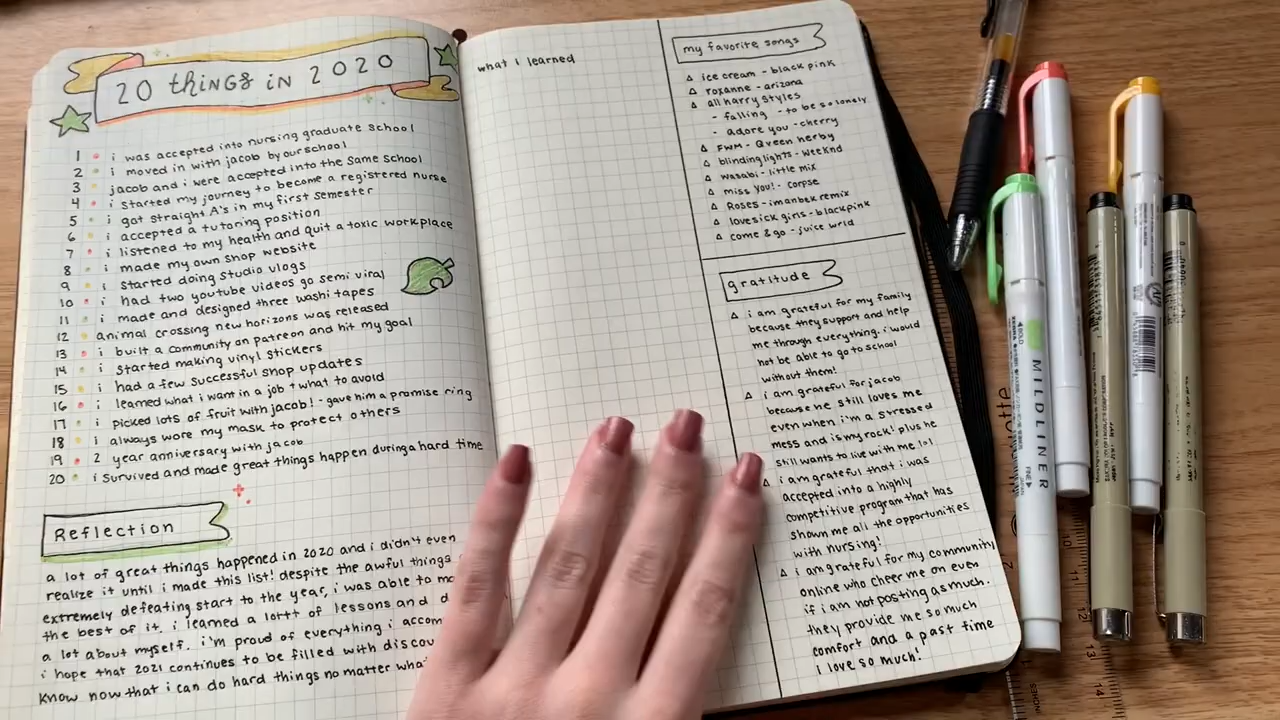 20 things in 2020
1 i was accepted into nursing graduate school
2 i moved in with jacob by our school
3 jacob and i were accepted into the same school
4 i started my journey to become a registered nurse
5 i got straight A's in my first semester
6 i accepted a tutoring position
7 i listened to my health and quit a toxic workplace
8 i made my own shop website
9 i started doing studio vlogs
10 i had two youtube videos go semi viral
11 i made and designed three washi tapes
12 animal crossing new horizons was released
13 i built a community on patreon and hit my goal
14 i started making vinyl stickers
15 i had a few successful shop updates
16 i learned what i want in a job + what to avoid
17 i picked lots of fruit with jacob! - gave him a promise ring
18 i always wore my mask to protect others
19 2 year anniversary with jacob
20 i survived and made great things happen during a hard time
Reflection
a lot of great things happened in 2020 and i didn't even
realize it until i made this list! despite the awful things
extremely defeating start to the year, i was able to
the best of it. i learned a lottt of lessons and
a lot about myself. i'm proud of everything i
i hope that 2021 continues to be filled with
know now that i can do hard things no matter
what i learned
my favorite songs
ice cream - black pink
roxanne - arizona
all harry styles
- falling - to be so lonely
- adore you - cherry
FWM - Qveen herby
blinding lights - weeknd
wasabi - little mix
miss you! - corpse
Roses - imanbek remix
lovesick girls - blackpink
come & go - juice wrld
gratitude
i am grateful for my family
because they support and help
me through everything. i would
not be able to go to school
without them!
i am grateful for jacob
because he still loves me
even when i'm a stressed
mess and is my rock! plus he
still wants to live with me lol
i am grateful that i was
accepted into a highly
competitive program that has
shown me all the opportunities
with nursing!
i am grateful for my community
online who cheer me on even
if i am not posting as much.
they provide me so much
comfort and a past time
i love so much!
MILDLINER
BOLD
FINE
INCHES
10
11
12
13
14